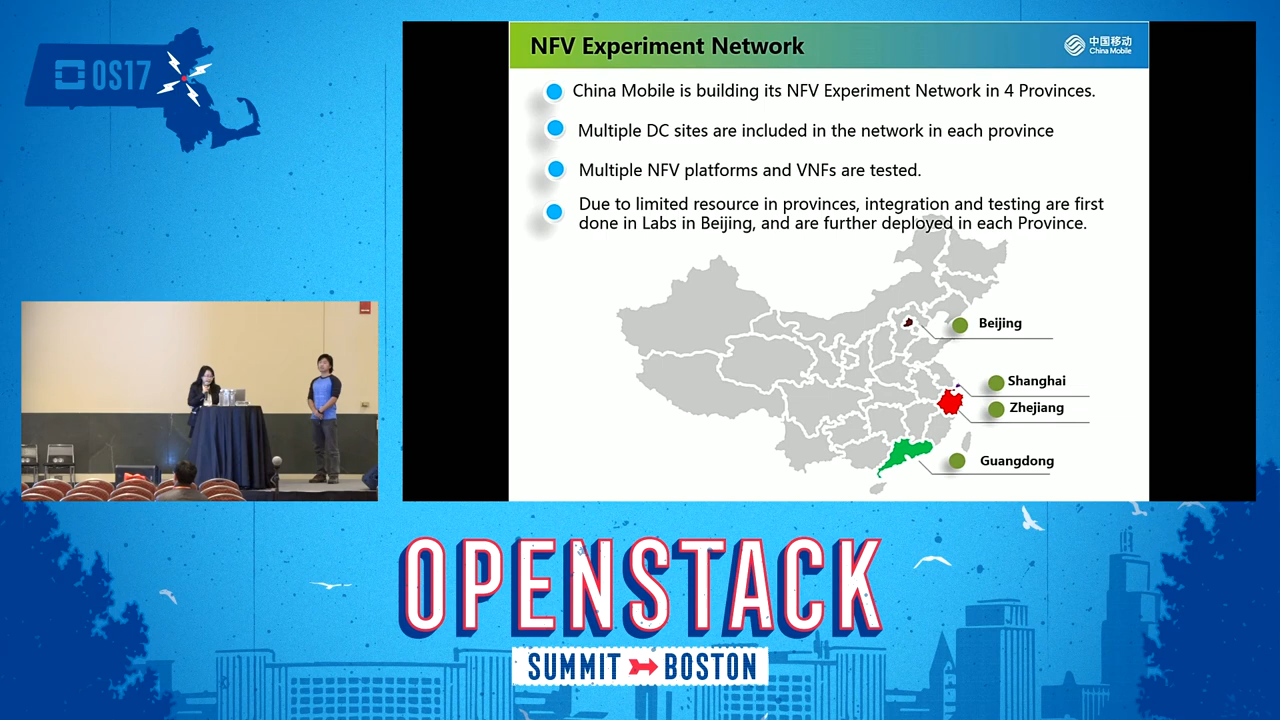 OS17
NFV Experiment Network
中国移动
China Mobile
China Mobile is building its NFV Experiment Network in 4 Provinces.
Multiple DC sites are included in the network in each province
Multiple NFV platforms and VNFs are tested.
Due to limited resource in provinces, integration and testing are first
done in Labs in Beijing, and are further deployed in each Province.
Beijing
Shanghai
Zhejiang
Guangdong
OPENSTACK
SUMMIT BOSTON